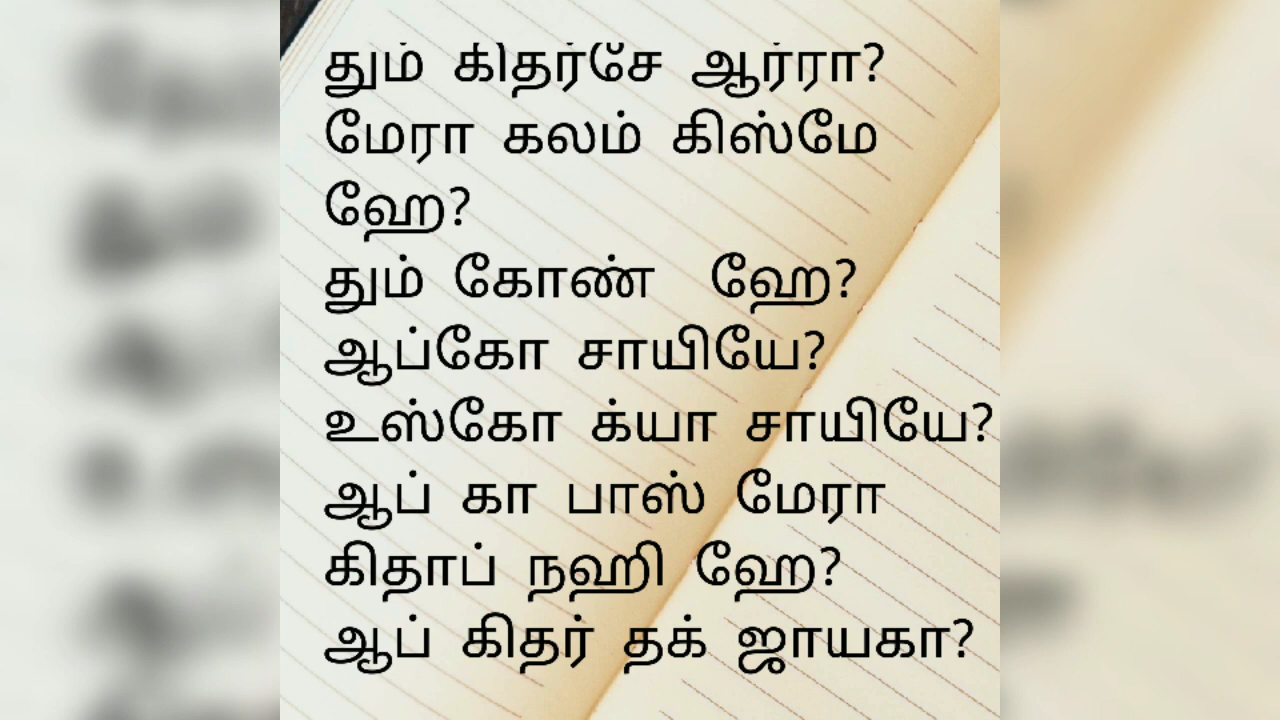 தும் கிதர்சே ஆர்ரா?
மேரா கலம் கிஸ்மே
ஹே?
தும் கோண் ஹே?
ஆப்கோ சாயியே?
உஸ்கோ க்யா சாயியே?
ஆப் கா பாஸ் மேரா
கிதாப் நஹி ஹே?
ஆப் கிதர் தக் ஜாயகா?